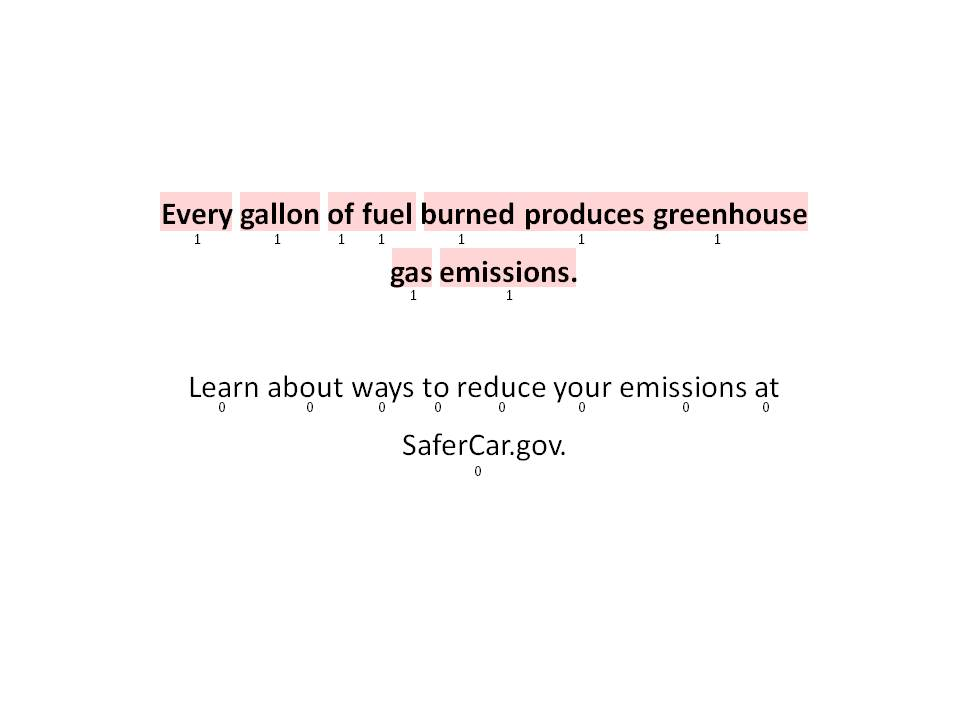 Every gallon of fuel burned produces greenhouse
1 1 1 1 1 1 1
gas emissions.
1 1
Learn about ways to reduce your emissions at
0 0 0 0 0 0 0 0
SaferCar.gov.
0